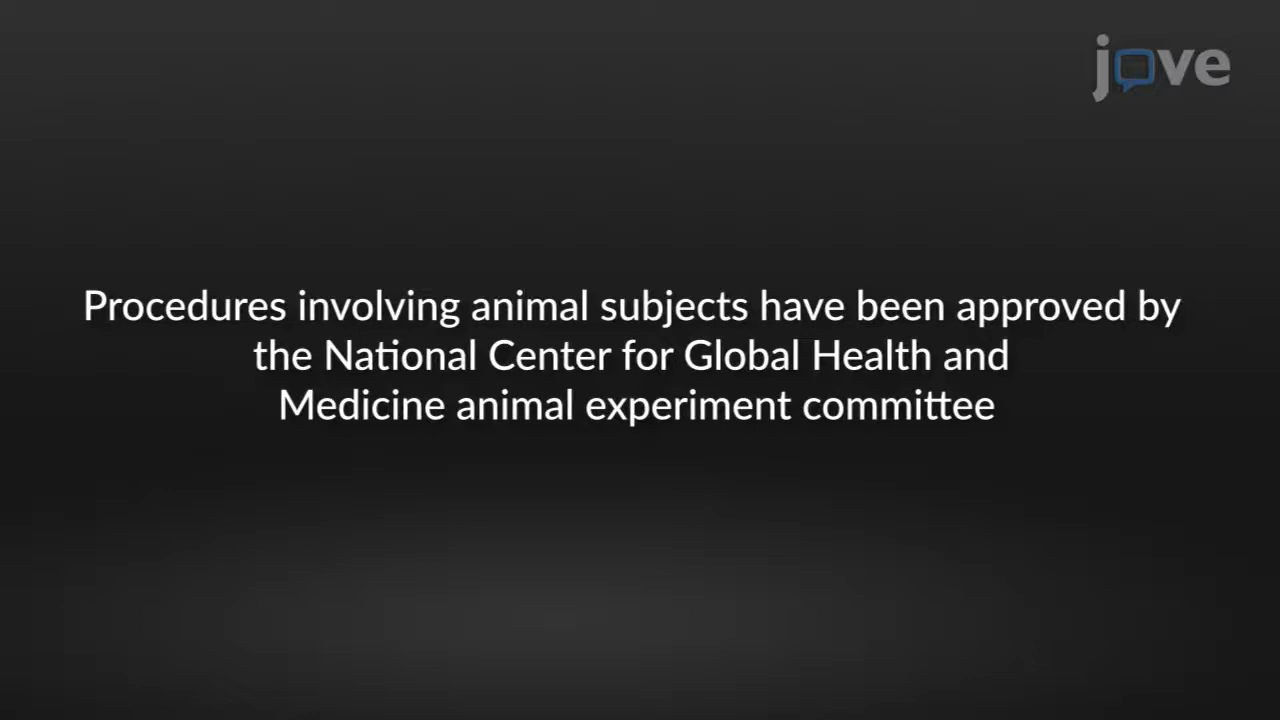 jove
Procedures involving animal subjects have been approved by
the National Center for Global Health and
Medicine animal experiment committee